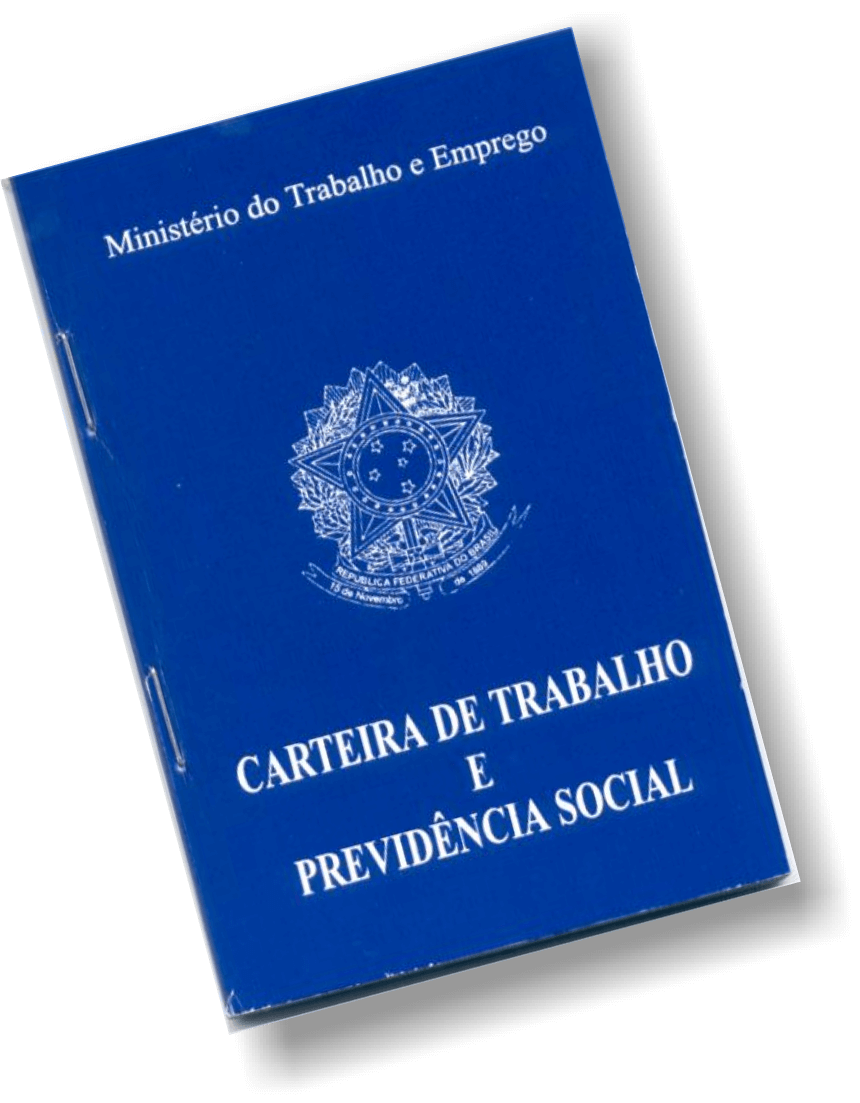 Ministério do Trabalho e Emprego
REPUBLICA FEDERATIVA DO BRASIL
15 de Novembro de 1889
CARTEIRA DE TRABALHO
E
PREVIDÊNCIA SOCIAL